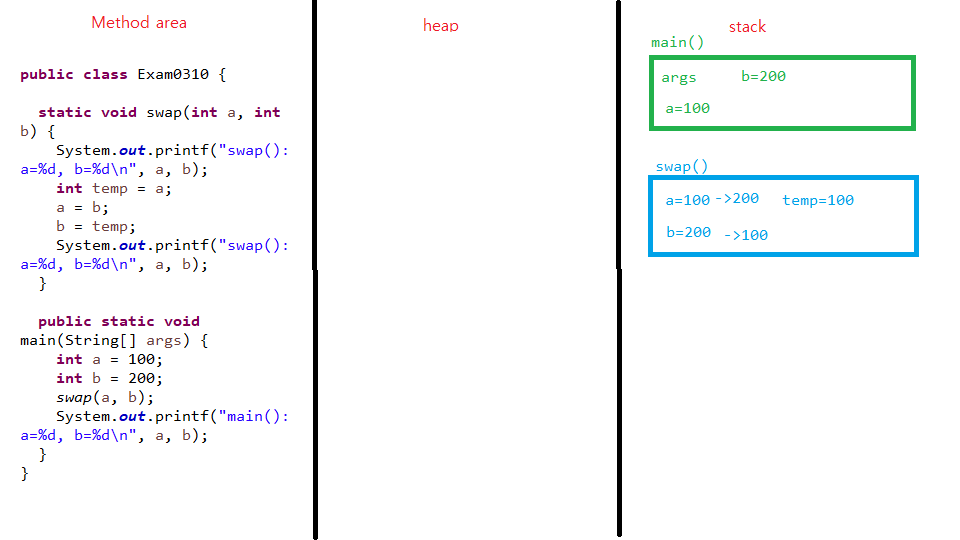 Method area
public class Exam0310 {
static void swap(int a, int
b) {
System.out.printf("swap():
a=%d, b=%d\n", a, b);
int temp = a;
a = b;
b = temp;
System.out.printf("swap():
a=%d, b=%d\n", a, b);
}
public static void
main(String[] args) {
int a = 100;
int b = 200;
swap(a, b);
System.out.printf("main():
a=%d, b=%d\n", a, b);
}
}
heap
stack
main()
args b=200
a=100
swap()
a=100 ->200 temp=100
b=200 ->100